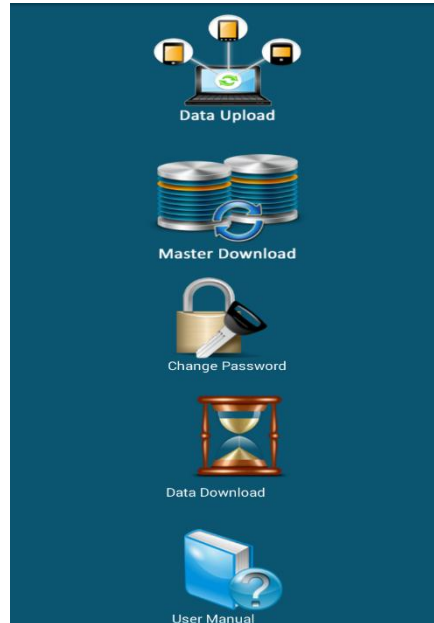 Data Upload
Master Download
Change Password
Data Download
User Manual